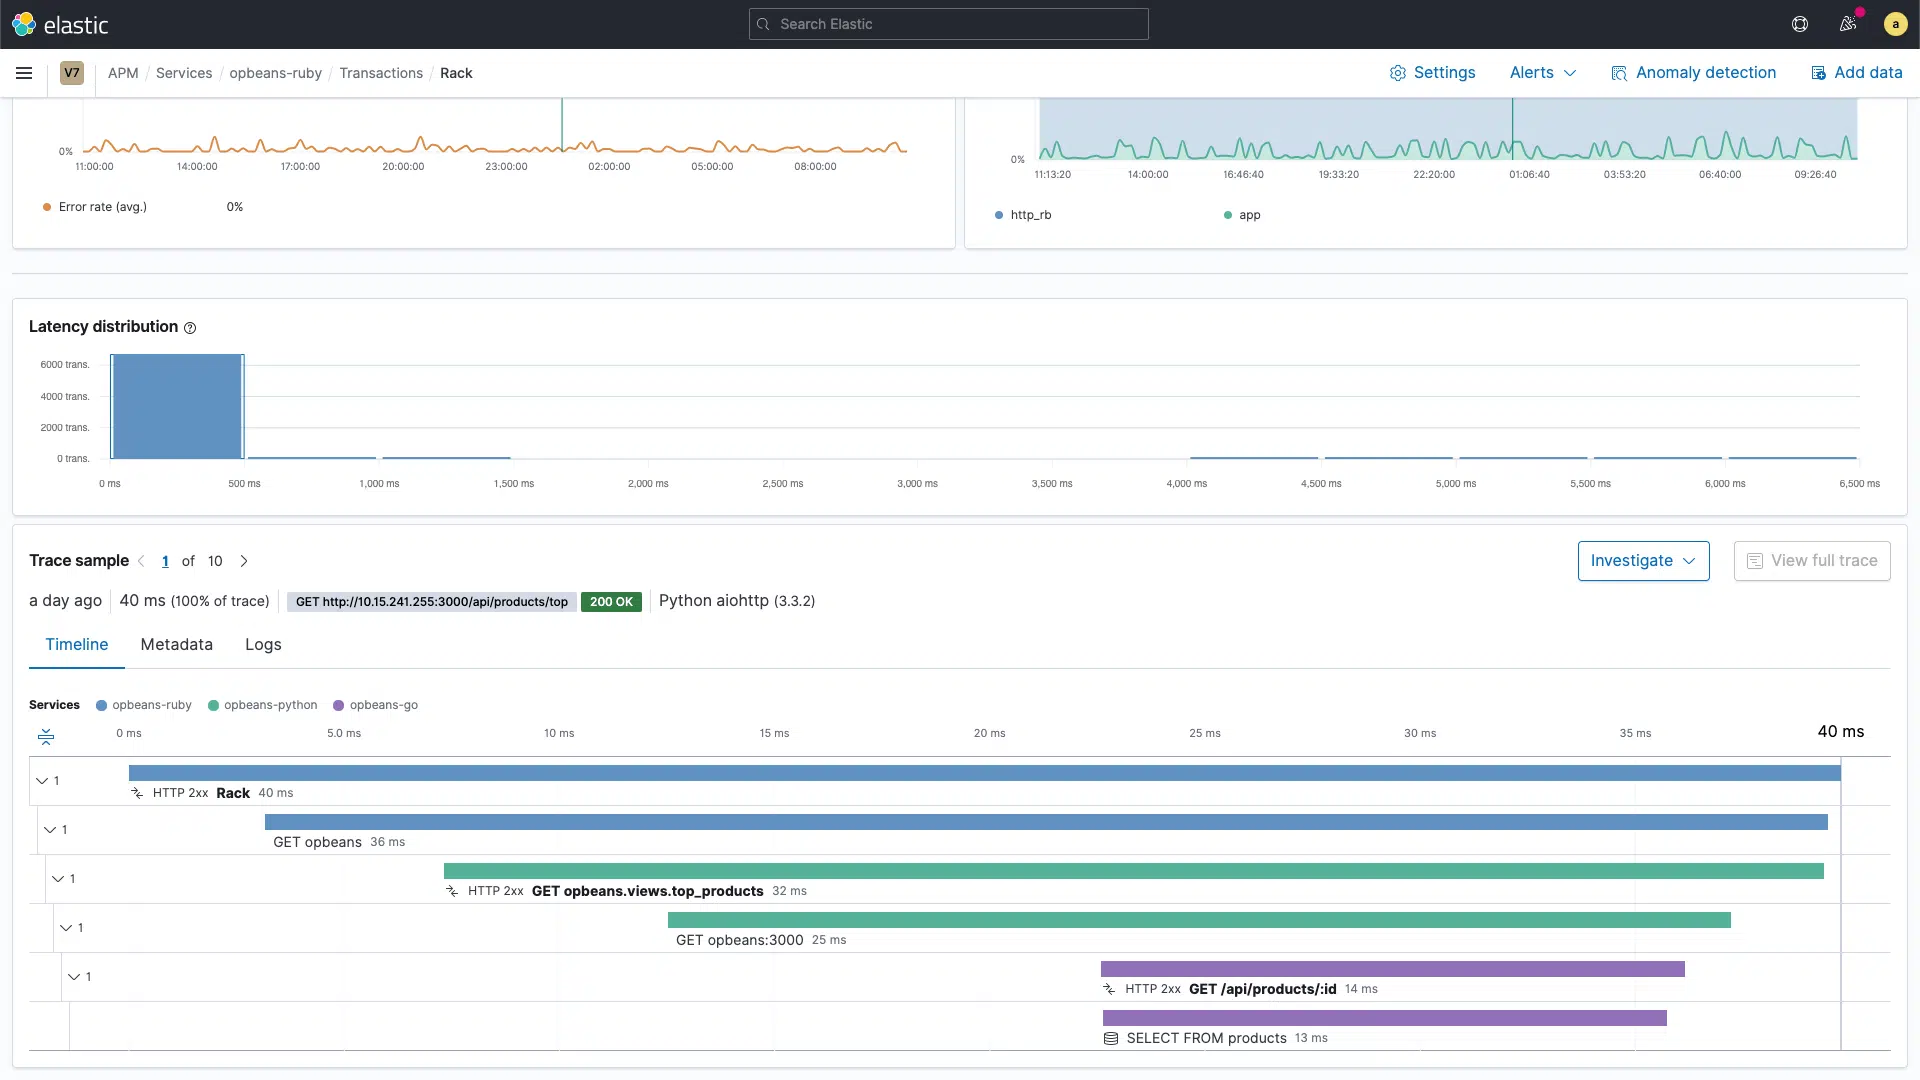 elastic
Search Elastic
a
V7
APM / Services / opbeans-ruby / Transactions / Rack
Settings
Alerts
Anomaly detection
Add data
0%
11:00:00 14:00:00 17:00:00 20:00:00 23:00:00 02:00:00 05:00:00 08:00:00
Error rate (avg.) 0%
0%
11:13:20 14:00:00 16:46:40 19:33:20 22:20:00 01:06:40 03:53:20 06:40:00 09:26:40
http_rb app
Latency distribution
6000 trans.
4000 trans.
2000 trans.
0 trans.
0 ms 500 ms 1,000 ms 1,500 ms 2,000 ms 2,500 ms 3,000 ms 3,500 ms 4,000 ms 4,500 ms 5,000 ms 5,500 ms 6,000 ms 6,500 ms
Trace sample 1 of 10
Investigate
View full trace
a day ago 40 ms (100% of trace) GET http://10.15.241.255:3000/api/products/top 200 OK Python aiohttp (3.3.2)
Timeline Metadata Logs
Services opbeans-ruby opbeans-python opbeans-go
0 ms 5.0 ms 10 ms 15 ms 20 ms 25 ms 30 ms 35 ms 40 ms
1
HTTP 2xx Rack 40 ms
1
GET opbeans 36 ms
1
HTTP 2xx GET opbeans.views.top_products 32 ms
1
GET opbeans:3000 25 ms
1
HTTP 2xx GET /api/products/:id 14 ms
SELECT FROM products 13 ms